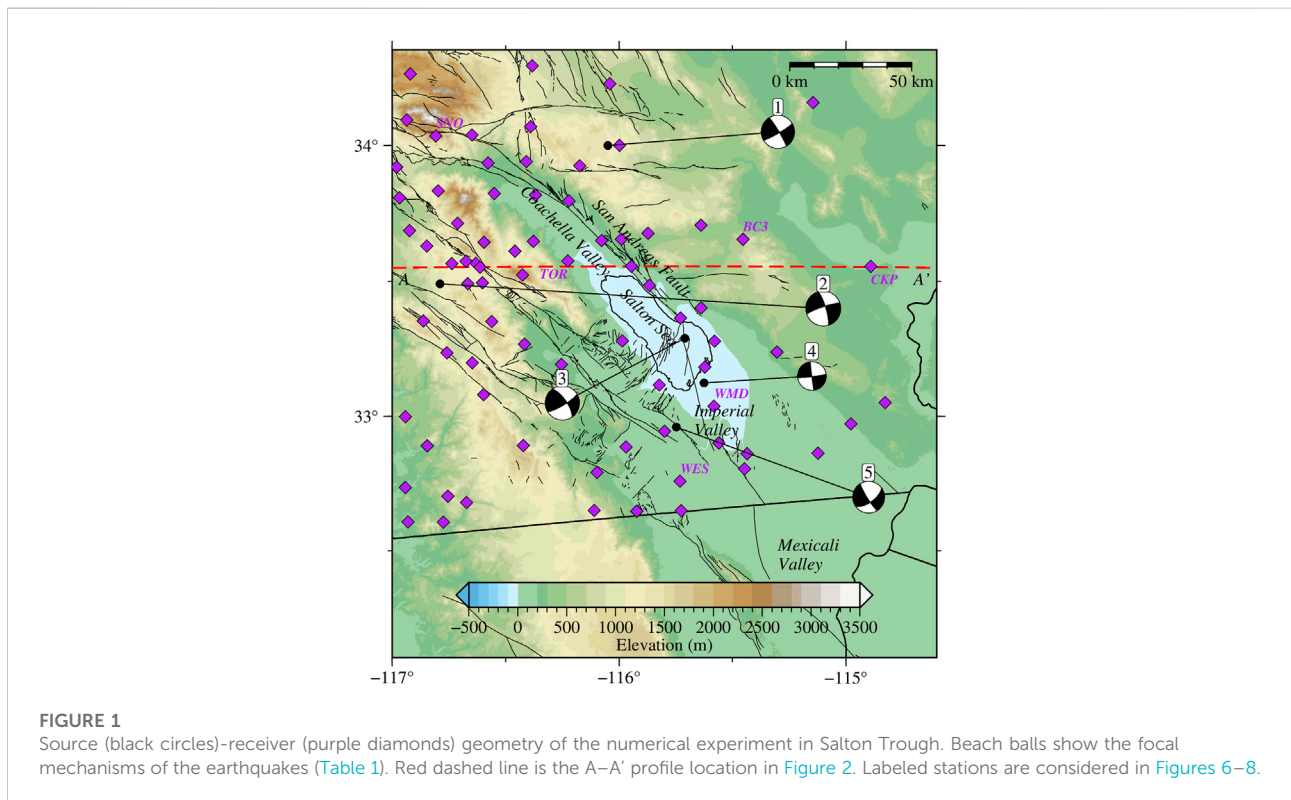 0 km 50 km
1
SNO
34°
San Andreas Fault
Coachella Valley
BC3
TOR
A
A'
CKP
2
Salton Sea
4
3
WMD
33°
Imperial
Valley
WES
5
Mexicali
Valley
−500 0 500 1000 1500 2000 2500 3000 3500
Elevation (m)
−117° −116° −115°
FIGURE 1
Source (black circles)-receiver (purple diamonds) geometry of the numerical experiment in Salton Trough. Beach balls show the focal
mechanisms of the earthquakes (Table 1). Red dashed line is the A–A′ profile location in Figure 2. Labeled stations are considered in Figures 6–8.